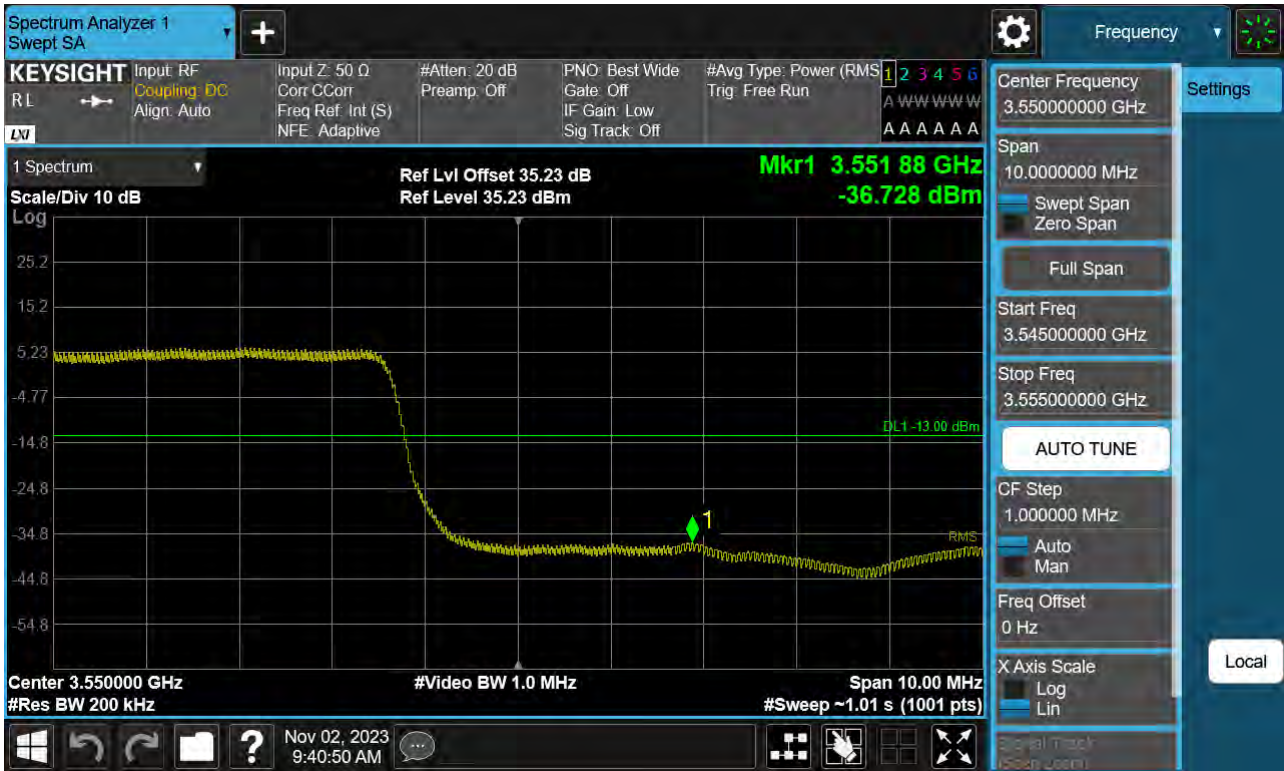 Spectrum Analyzer 1
Swept SA
+
Frequency
KEYSIGHT
RL
LXI
Input: RF
Coupling: DC
Align: Auto
Input Z: 50 Ω
Corr CCorr
Freq Ref: Int (S)
NFE: Adaptive
#Atten: 20 dB
Preamp: Off
PNO: Best Wide
Gate: Off
IF Gain: Low
Sig Track: Off
#Avg Type: Power (RMS
Trig: Free Run
1 2 3 4 5 6
A W W W W W
A A A A A A
1 Spectrum
Scale/Div 10 dB
Log
Ref Lvl Offset 35.23 dB
Ref Level 35.23 dBm
Mkr1 3.551 88 GHz
-36.728 dBm
25.2
15.2
5.23
-4.77
-14.8
-24.8
-34.8
-44.8
-54.8
DL1 -13.00 dBm
1
RMS
Center 3.550000 GHz
#Res BW 200 kHz
#Video BW 1.0 MHz
Span 10.00 MHz
#Sweep ~1.01 s (1001 pts)
Center Frequency
3.550000000 GHz
Settings
Span
10.0000000 MHz
Swept Span
Zero Span
Full Span
Start Freq
3.545000000 GHz
Stop Freq
3.555000000 GHz
AUTO TUNE
CF Step
1.000000 MHz
Auto
Man
Freq Offset
0 Hz
X Axis Scale
Log
Lin
Signal Track
(Span Zoom)
Local
?
Nov 02, 2023
9:40:50 AM